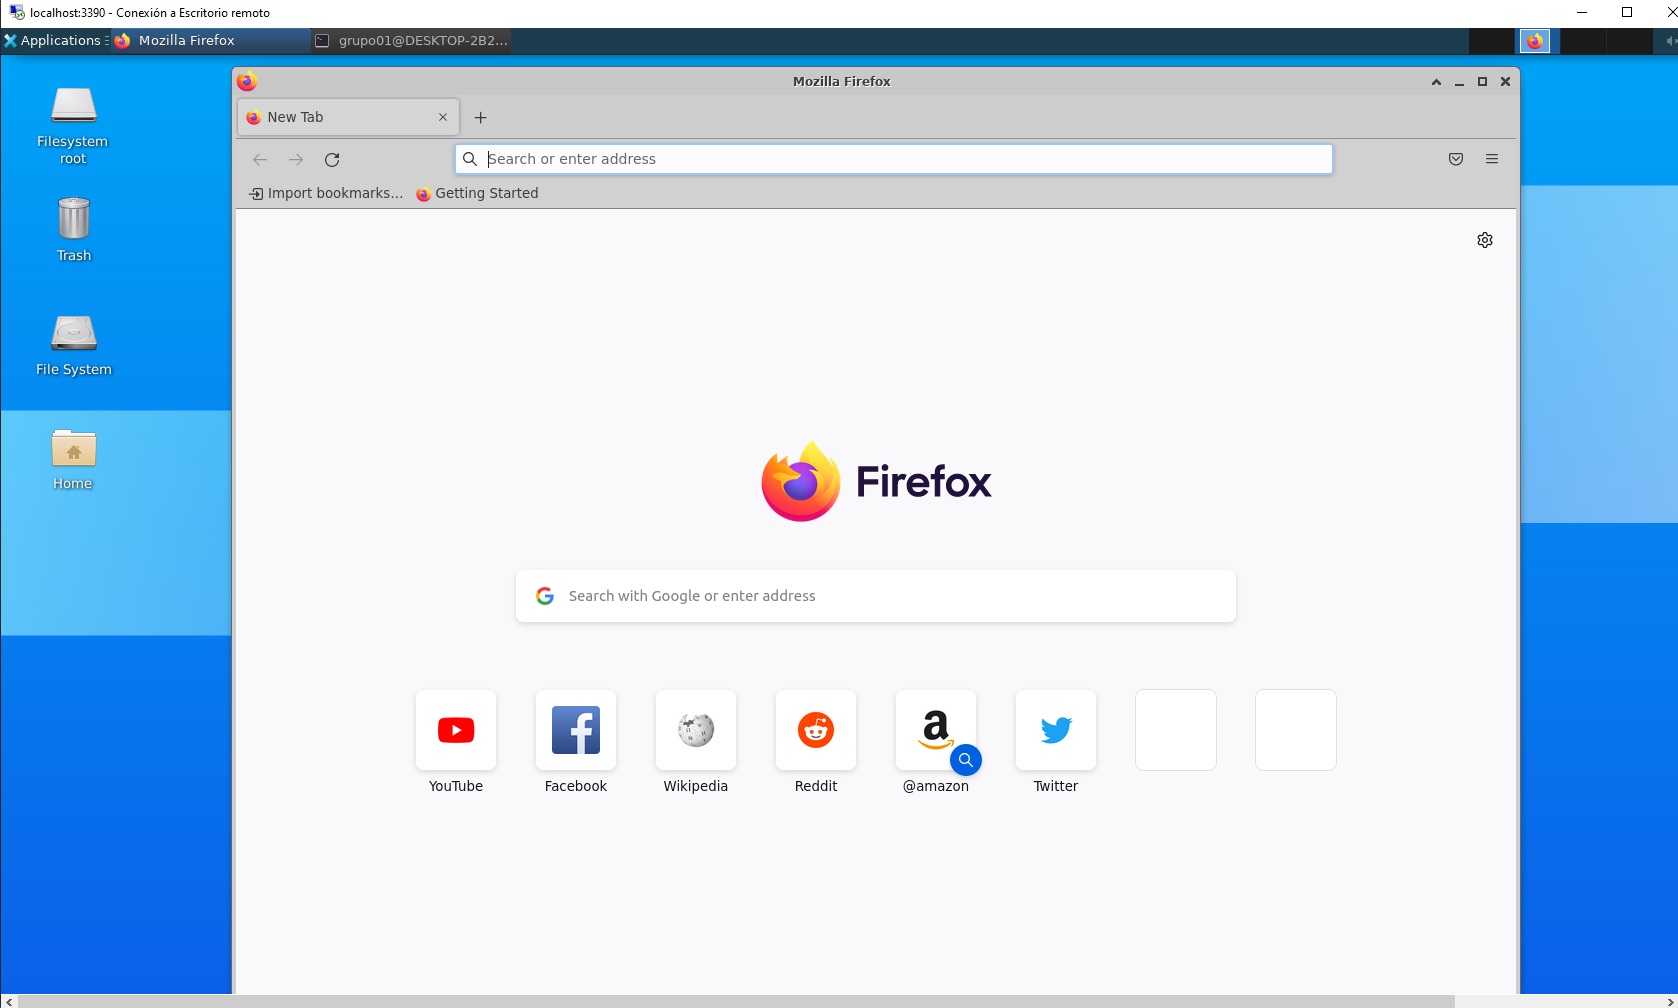 localhost:3390 - Conexión a Escritorio remoto
Applications
Mozilla Firefox
grupo01@DESKTOP-2B2...
Filesystem
root
Trash
File System
Home
Mozilla Firefox
New Tab
Search or enter address
Import bookmarks...
Getting Started
Firefox
Search with Google or enter address
YouTube
Facebook
Wikipedia
Reddit
@amazon
Twitter